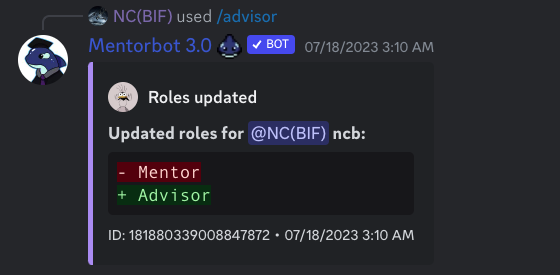 NC(BIF) used /advisor
Mentorbot 3.0 BOT 07/18/2023 3:10 AM
Roles updated
Updated roles for @NC(BIF) ncb:
- Mentor
+ Advisor
ID: 181880339008847872 • 07/18/2023 3:10 AM